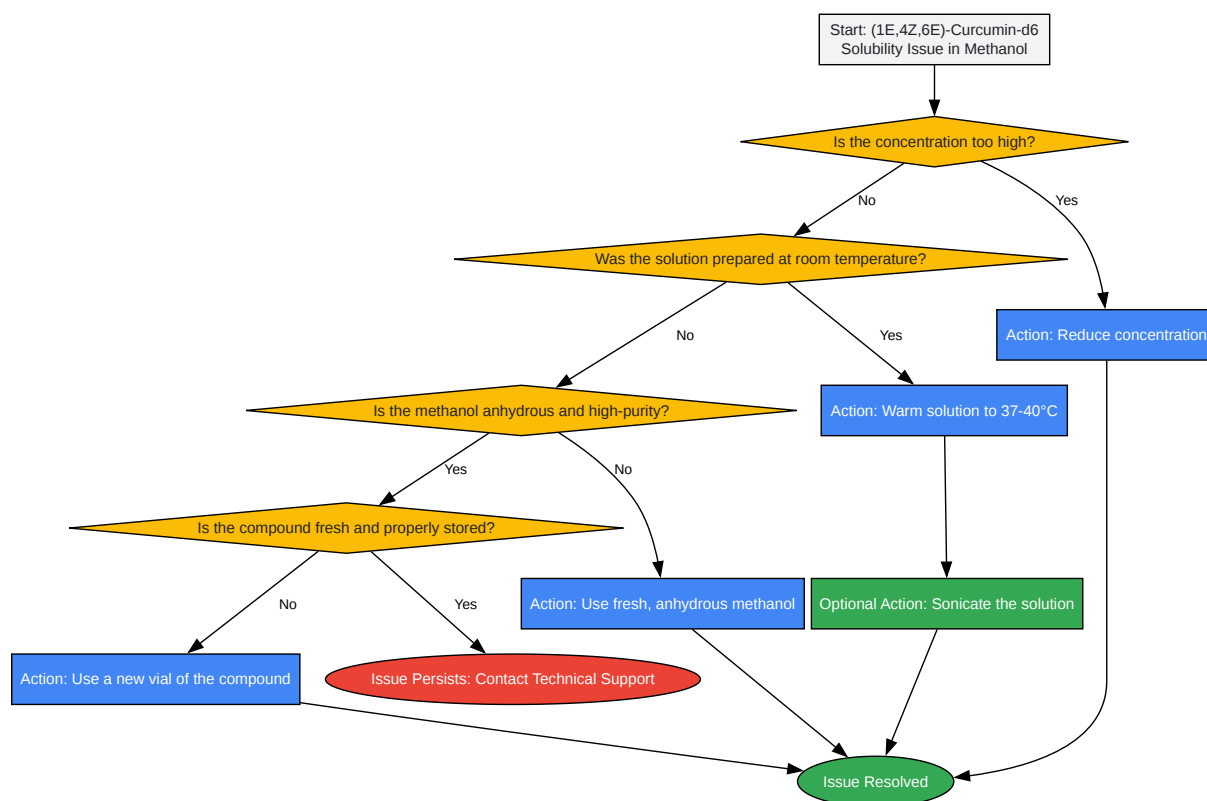 Start: (1E,4Z,6E)-Curcumin-d6
Solubility Issue in Methanol
Is the concentration too high?
No
Yes
Was the solution prepared at room temperature?
No
Yes
Action: Reduce concentration
Is the methanol anhydrous and high-purity?
Action: Warm solution to 37-40°C
Yes
No
Is the compound fresh and properly stored?
No
Yes
Action: Use fresh, anhydrous methanol
Optional Action: Sonicate the solution
Action: Use a new vial of the compound
Issue Persists: Contact Technical Support
Issue Resolved